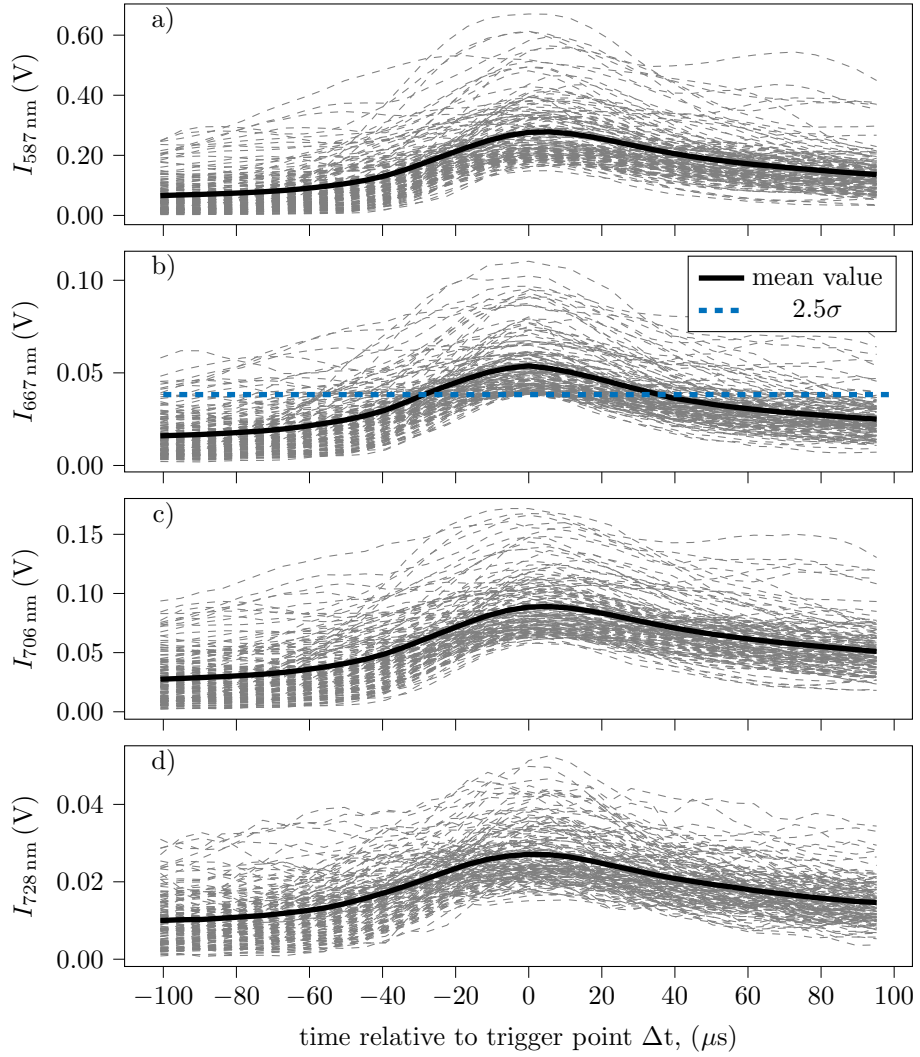 a)
0.60
0.40
0.20
0.00
I587 nm (V)
b)
0.10
0.05
0.00
I667 nm (V)
mean value
2.5σ
c)
0.15
0.10
0.05
0.00
I706 nm (V)
d)
0.04
0.02
0.00
I728 nm (V)
−100 −80 −60 −40 −20 0 20 40 60 80 100
time relative to trigger point Δt, (μs)